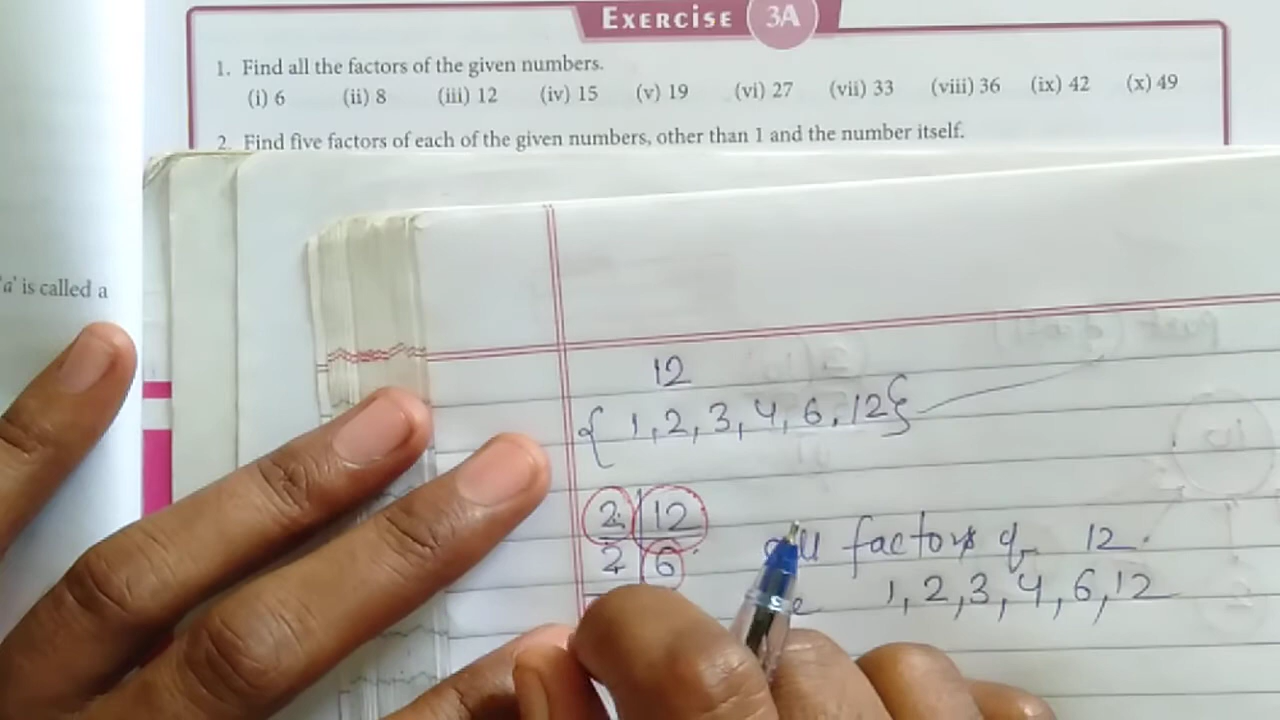 EXERCISE 3A
1. Find all the factors of the given numbers.
(i) 6 (ii) 8 (iii) 12 (iv) 15 (v) 19 (vi) 27 (vii) 33 (viii) 36 (ix) 42 (x) 49
2. Find five factors of each of the given numbers, other than 1 and the number itself.
'a' is called a
12
{ 1, 2, 3, 4, 6, 12 }
2 | 12
2 | 6
all factors of 12.
1, 2, 3, 4, 6, 12